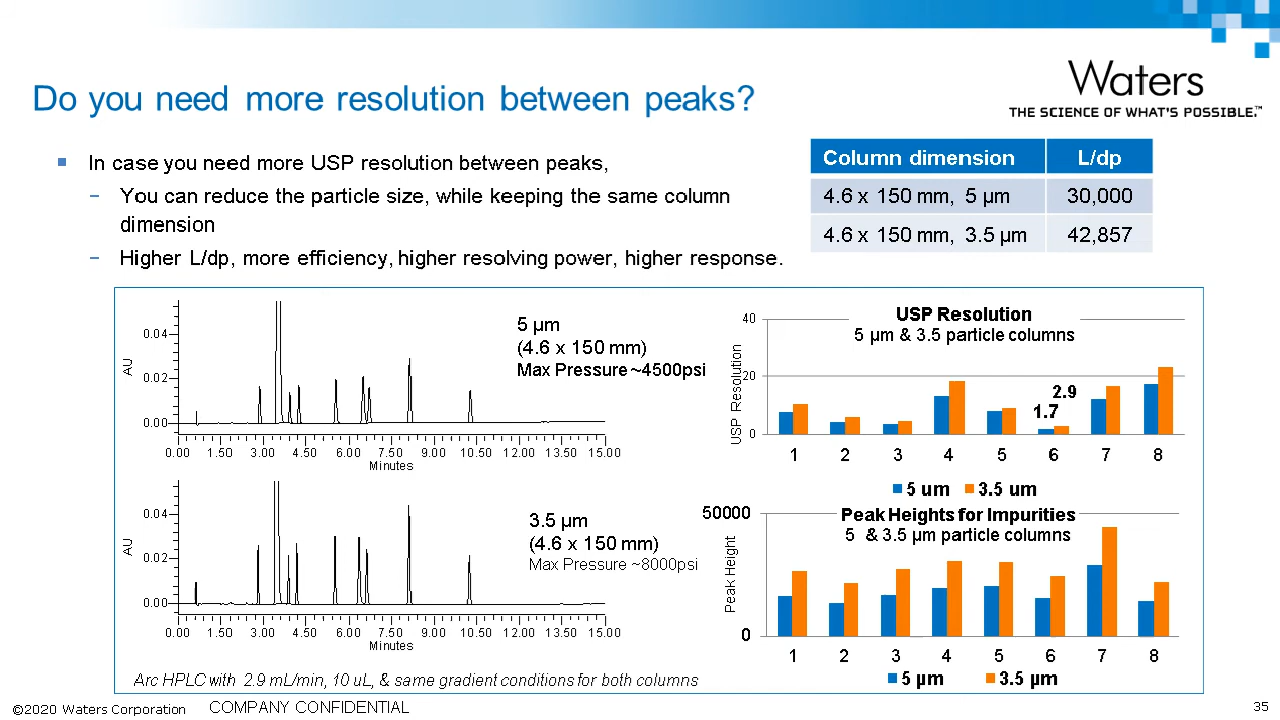 Waters
THE SCIENCE OF WHAT'S POSSIBLE.™
Do you need more resolution between peaks?
In case you need more USP resolution between peaks,
– You can reduce the particle size, while keeping the same column
dimension
– Higher L/dp, more efficiency, higher resolving power, higher response.
Column dimension L/dp
4.6 x 150 mm, 5 µm 30,000
4.6 x 150 mm, 3.5 µm 42,857
AU
0.04
0.02
0.00
0.00 1.50 3.00 4.50 6.00 7.50 9.00 10.50 12.00 13.50 15.00
Minutes
5 µm
(4.6 x 150 mm)
Max Pressure ~4500psi
AU
0.04
0.02
0.00
0.00 1.50 3.00 4.50 6.00 7.50 9.00 10.50 12.00 13.50 15.00
Minutes
3.5 µm
(4.6 x 150 mm)
Max Pressure ~8000psi
USP Resolution
5 µm & 3.5 particle columns
USP Resolution
40
20
0
1.7
2.9
1 2 3 4 5 6 7 8
5 um 3.5 um
Peak Heights for Impurities
5 & 3.5 µm particle columns
Peak Height
50000
0
1 2 3 4 5 6 7 8
5 µm 3.5 µm
Arc HPLC with 2.9 mL/min, 10 uL, & same gradient conditions for both columns
©2020 Waters Corporation COMPANY CONFIDENTIAL 35